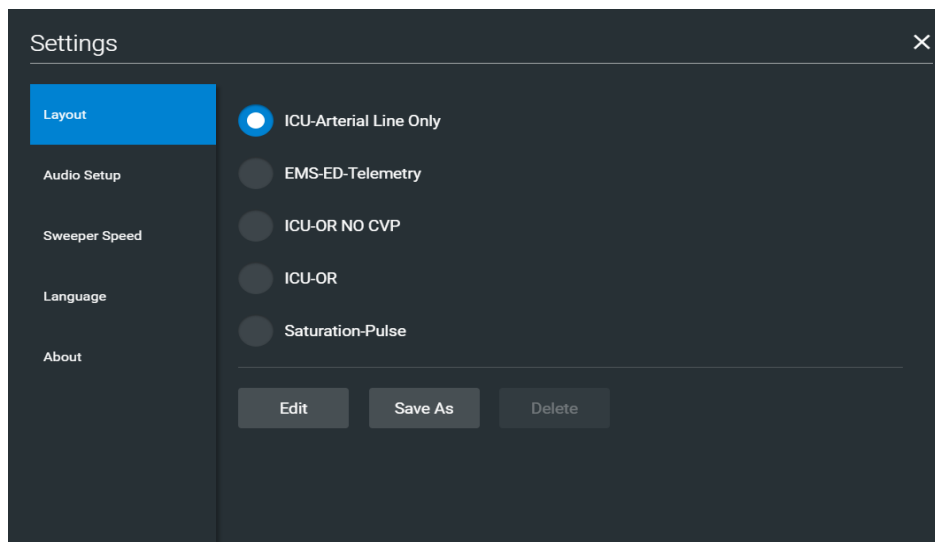 Settings
Layout
Audio Setup
Sweeper Speed
Language
About
ICU-Arterial Line Only
EMS-ED-Telemetry
ICU-OR NO CVP
ICU-OR
Saturation-Pulse
Edit
Save As
Delete